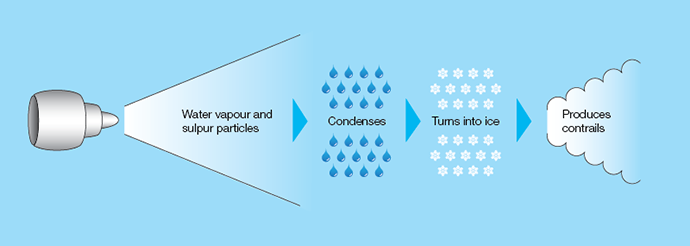 Water vapour and
sulpur particles
Condenses
Turns into ice
Produces
contrails